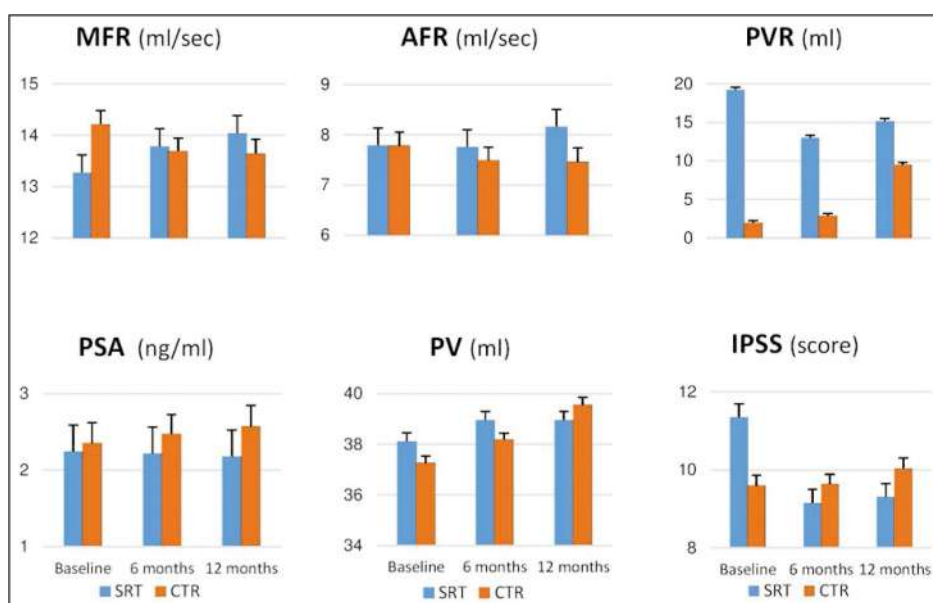 MFR (ml/sec)
15
14
13
12
AFR (ml/sec)
9
8
7
6
PVR (ml)
20
15
10
5
0
PSA (ng/ml)
3
2
1
Baseline 6 months 12 months
SRT CTR
PV (ml)
40
38
36
34
Baseline 6 months 12 months
SRT CTR
IPSS (score)
12
10
8
Baseline 6 months 12 months
SRT CTR